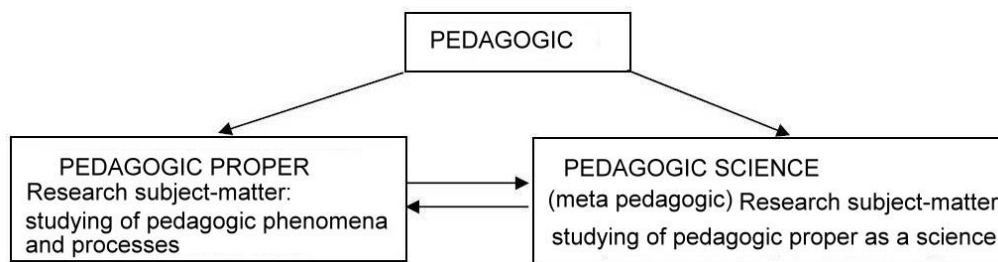 PEDAGOGIC
PEDAGOGIC PROPER
Research subject-matter:
studying of pedagogic phenomena
and processes
PEDAGOGIC SCIENCE
(meta pedagogic) Research subject-matter
studying of pedagogic proper as a science